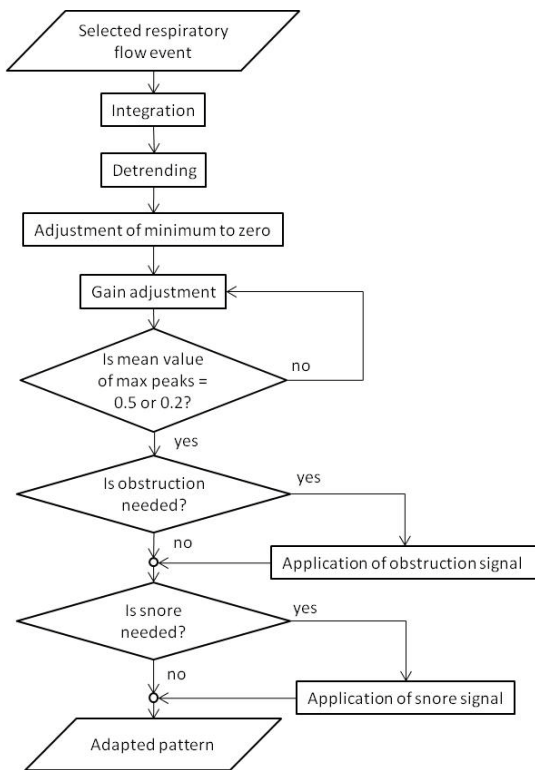 Selected respiratory
flow event
Integration
Detrending
Adjustment of minimum to zero
Gain adjustment
Is mean value
of max peaks =
0.5 or 0.2?
no
yes
Is obstruction
needed?
yes
no
Application of obstruction signal
Is snore
needed?
yes
no
Application of snore signal
Adapted pattern